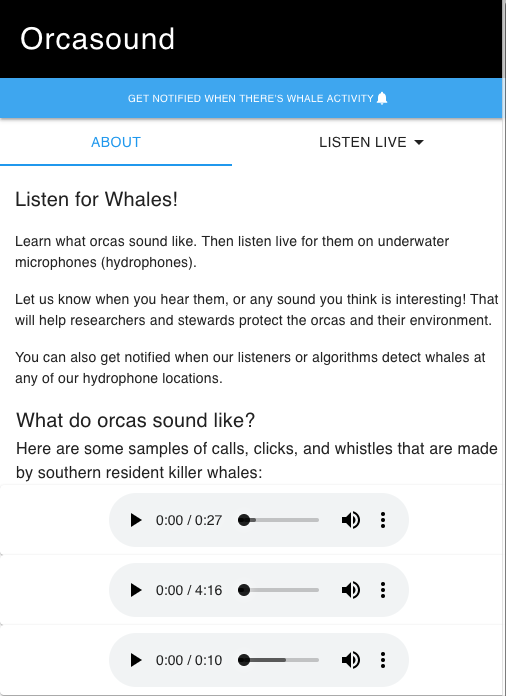 Orcasound
GET NOTIFIED WHEN THERE'S WHALE ACTIVITY
ABOUT
LISTEN LIVE
Listen for Whales!
Learn what orcas sound like. Then listen live for them on underwater
microphones (hydrophones).
Let us know when you hear them, or any sound you think is interesting! That
will help researchers and stewards protect the orcas and their environment.
You can also get notified when our listeners or algorithms detect whales at
any of our hydrophone locations.
What do orcas sound like?
Here are some samples of calls, clicks, and whistles that are made
by southern resident killer whales:
0:00 / 0:27
0:00 / 4:16
0:00 / 0:10